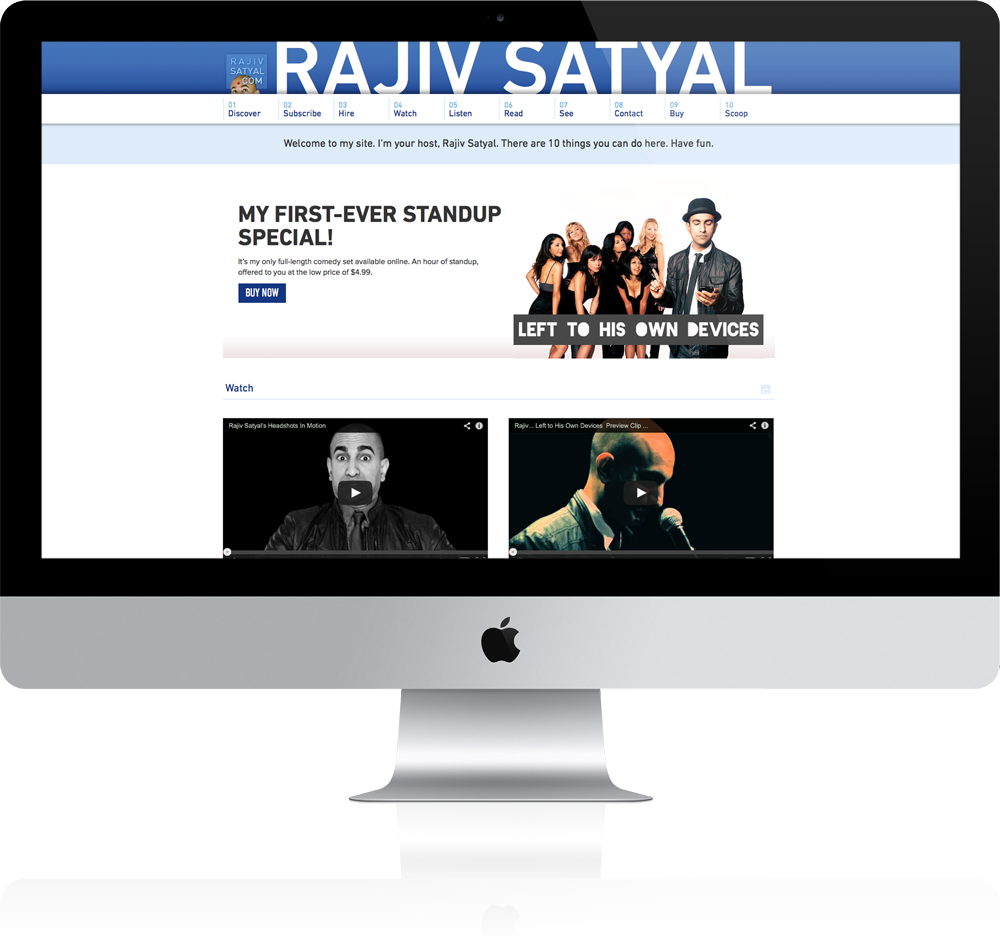 RAJIV
SATYAL
.COM
RAJIV SATYAL
01
Discover
02
Subscribe
03
Hire
04
Watch
05
Listen
06
Read
07
See
08
Contact
09
Buy
10
Scoop
Welcome to my site. I'm your host, Rajiv Satyal. There are 10 things you can do here. Have fun.
MY FIRST-EVER STANDUP
SPECIAL!
It's my only full-length comedy set available online. An hour of standup,
offered to you at the low price of $4.99.
BUY NOW
LEFT TO HIS OWN DEVICES
Watch
Rajiv Satyal's Headshots In Motion
Rajiv... Left to His Own Devices Preview Clip ...